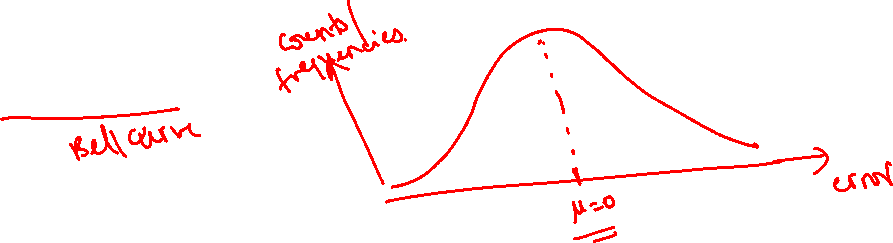 counts
frequencies.
Bell curve
error
μ=0